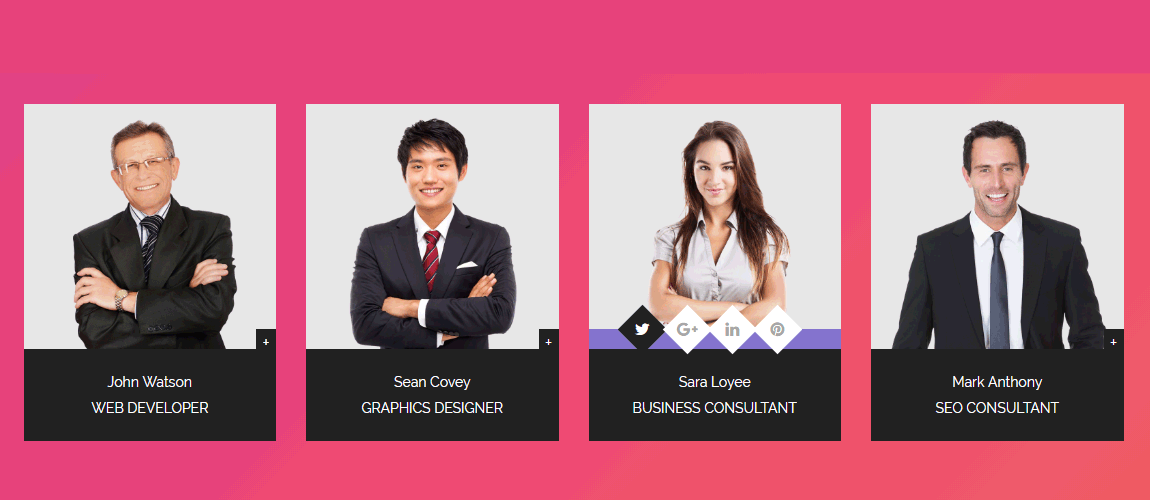 +
John Watson
WEB DEVELOPER
+
Sean Covey
GRAPHICS DESIGNER
G+
in
Sara Loyee
BUSINESS CONSULTANT
+
Mark Anthony
SEO CONSULTANT